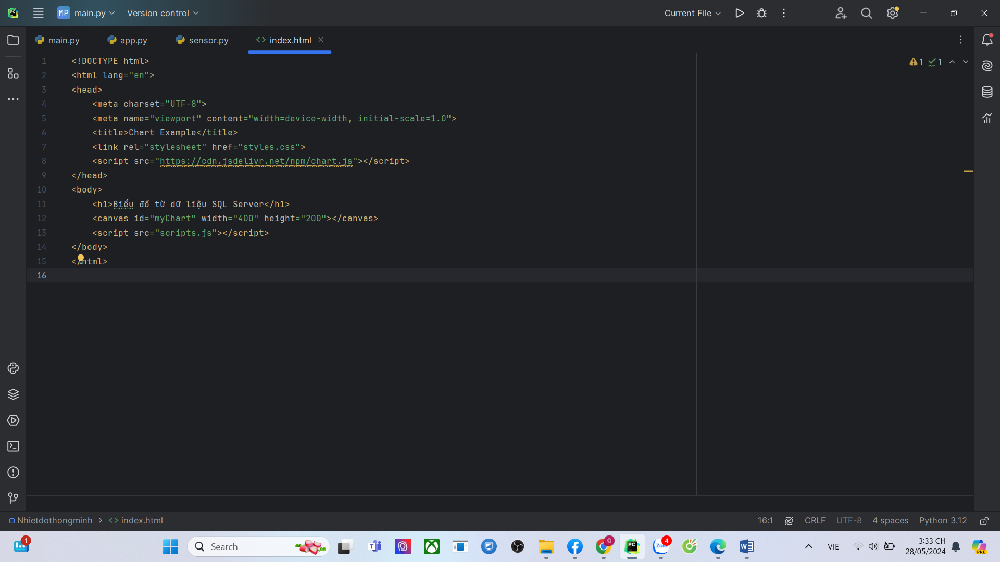 MP main.py Version control Current File
main.py app.py sensor.py index.html
1 <!DOCTYPE html> 1 1
2 <html lang="en">
3 <head>
4 <meta charset="UTF-8">
5 <meta name="viewport" content="width=device-width, initial-scale=1.0">
6 <title>Chart Example</title>
7 <link rel="stylesheet" href="styles.css">
8 <script src="https://cdn.jsdelivr.net/npm/chart.js"></script>
9 </head>
10 <body>
11 <h1>Biểu đồ từ dữ liệu SQL Server</h1>
12 <canvas id="myChart" width="400" height="200"></canvas>
13 <script src="scripts.js"></script>
14 </body>
15 </html>
16
Nhietdothongminh > <> index.html 16:1 CRLF UTF-8 4 spaces Python 3.12
1 Search Q PC Zalo 4 VIE 3:33 CH
28/05/2024 PRE